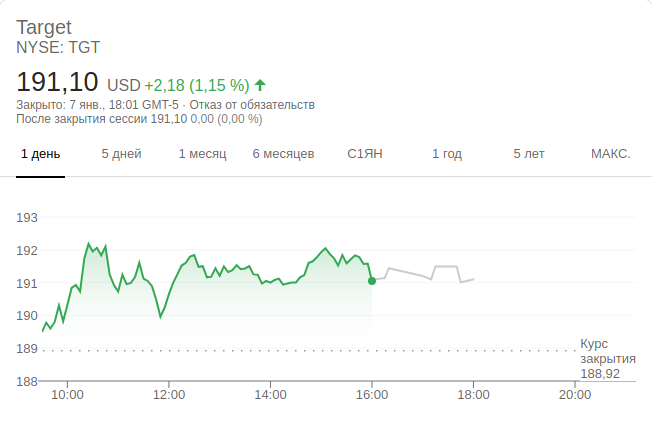 Target
NYSE: TGT
191,10 USD +2,18 (1,15 %)
Закрыто: 7 янв., 18:01 GMT-5 · Отказ от обязательств
После закрытия сессии 191,10 0,00 (0,00 %)
1 день 5 дней 1 месяц 6 месяцев С1ЯН 1 год 5 лет МАКС.
193
192
191
190
189
188
Курс
закрытия
188,92
10:00 12:00 14:00 16:00 18:00 20:00